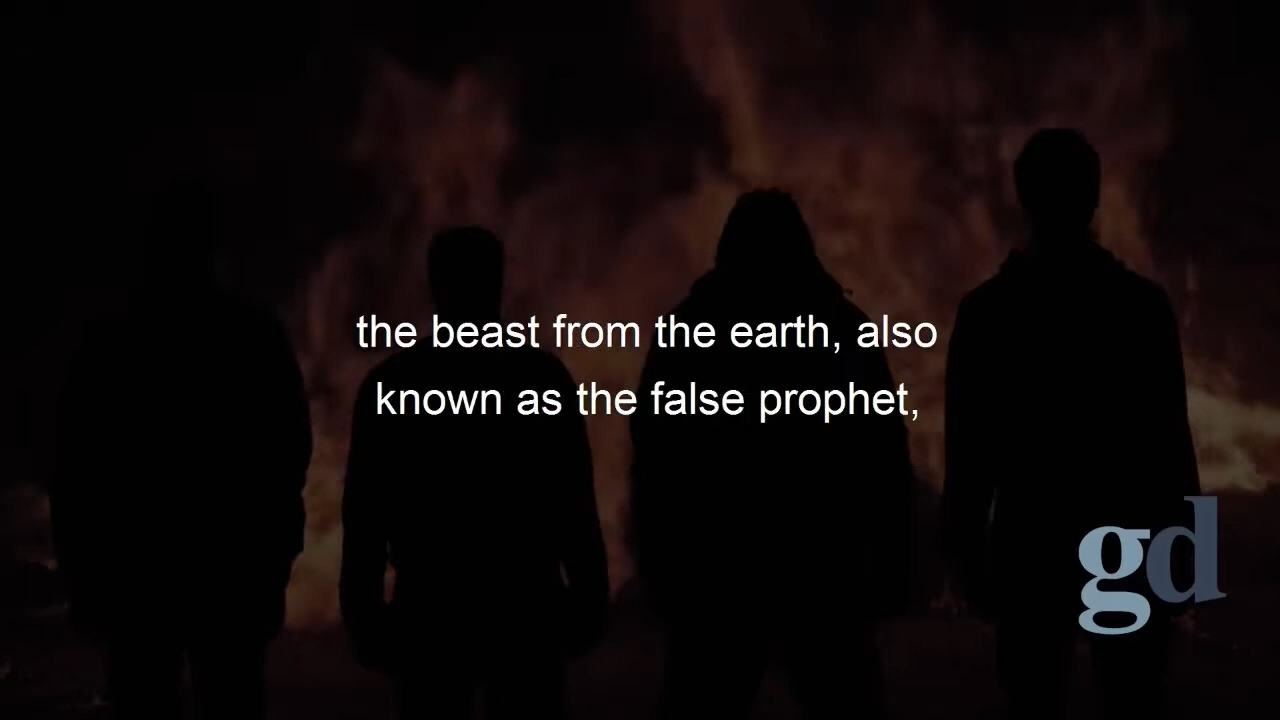 the beast from the earth, also
known as the false prophet,
gd